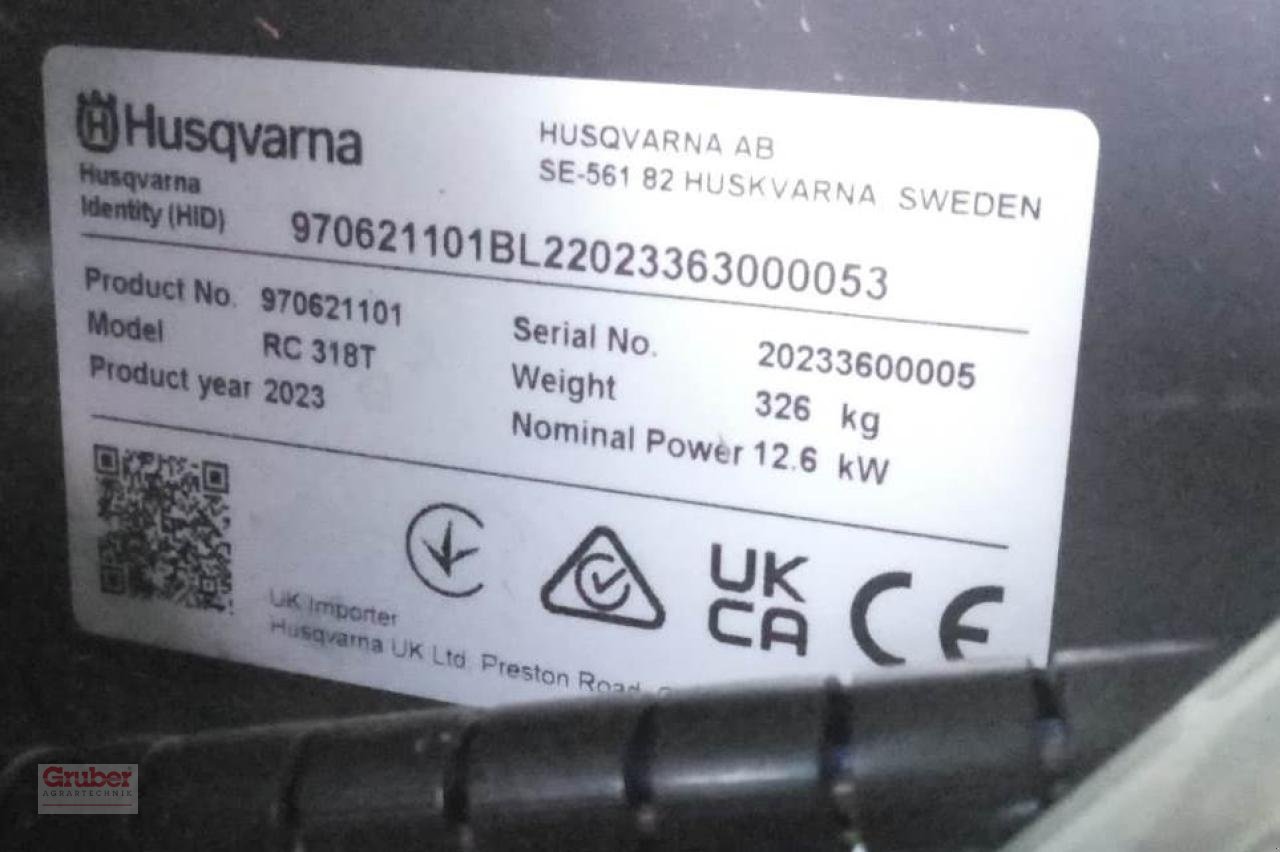 Husqvarna
HUSQVARNA AB
SE-561 82 HUSKVARNA, SWEDEN
Husqvarna
Identity (HID) 970621101BL22023363000053
Product No. 970621101
Model RC 318T
Product year 2023
Serial No. 20233600005
Weight 326 kg
Nominal Power 12.6 kW
UK
CA
CE
UK Importer
Husqvarna UK Ltd. Preston Road,
Gruber
AGRARTECHNIK